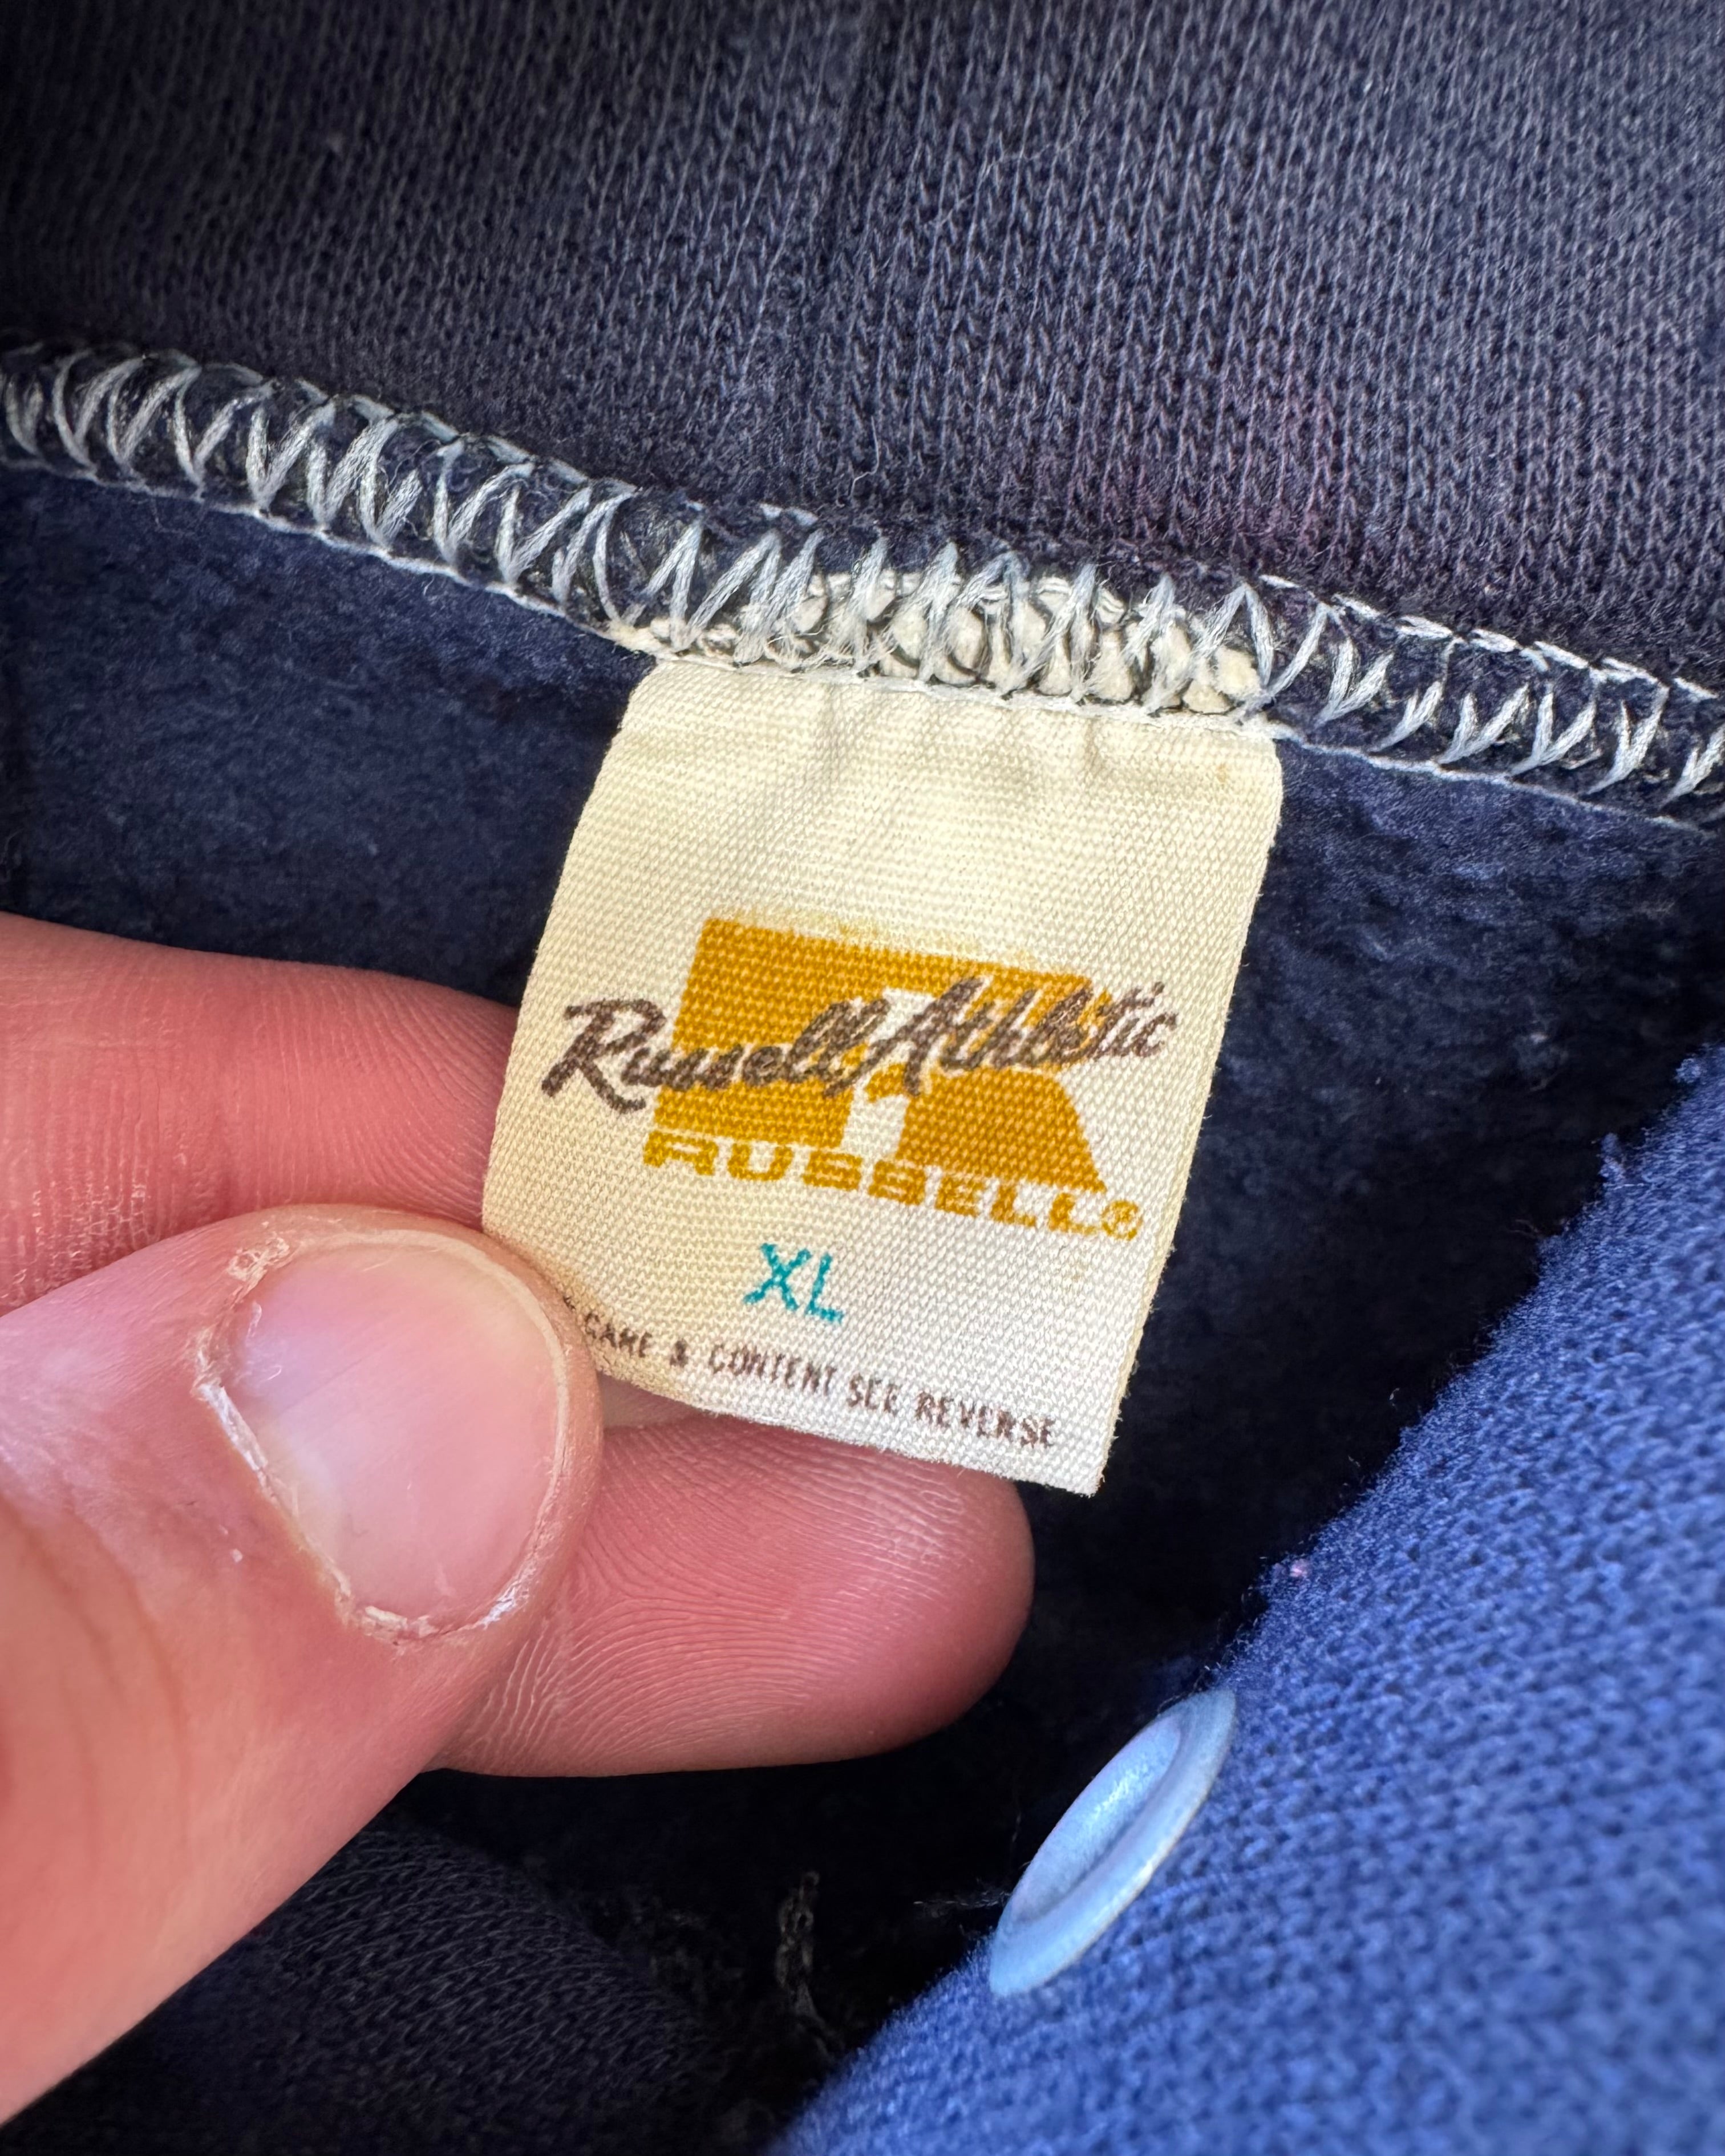 Russell Athletic
RUSSELL®
XL
CARE & CONTENT SEE REVERSE